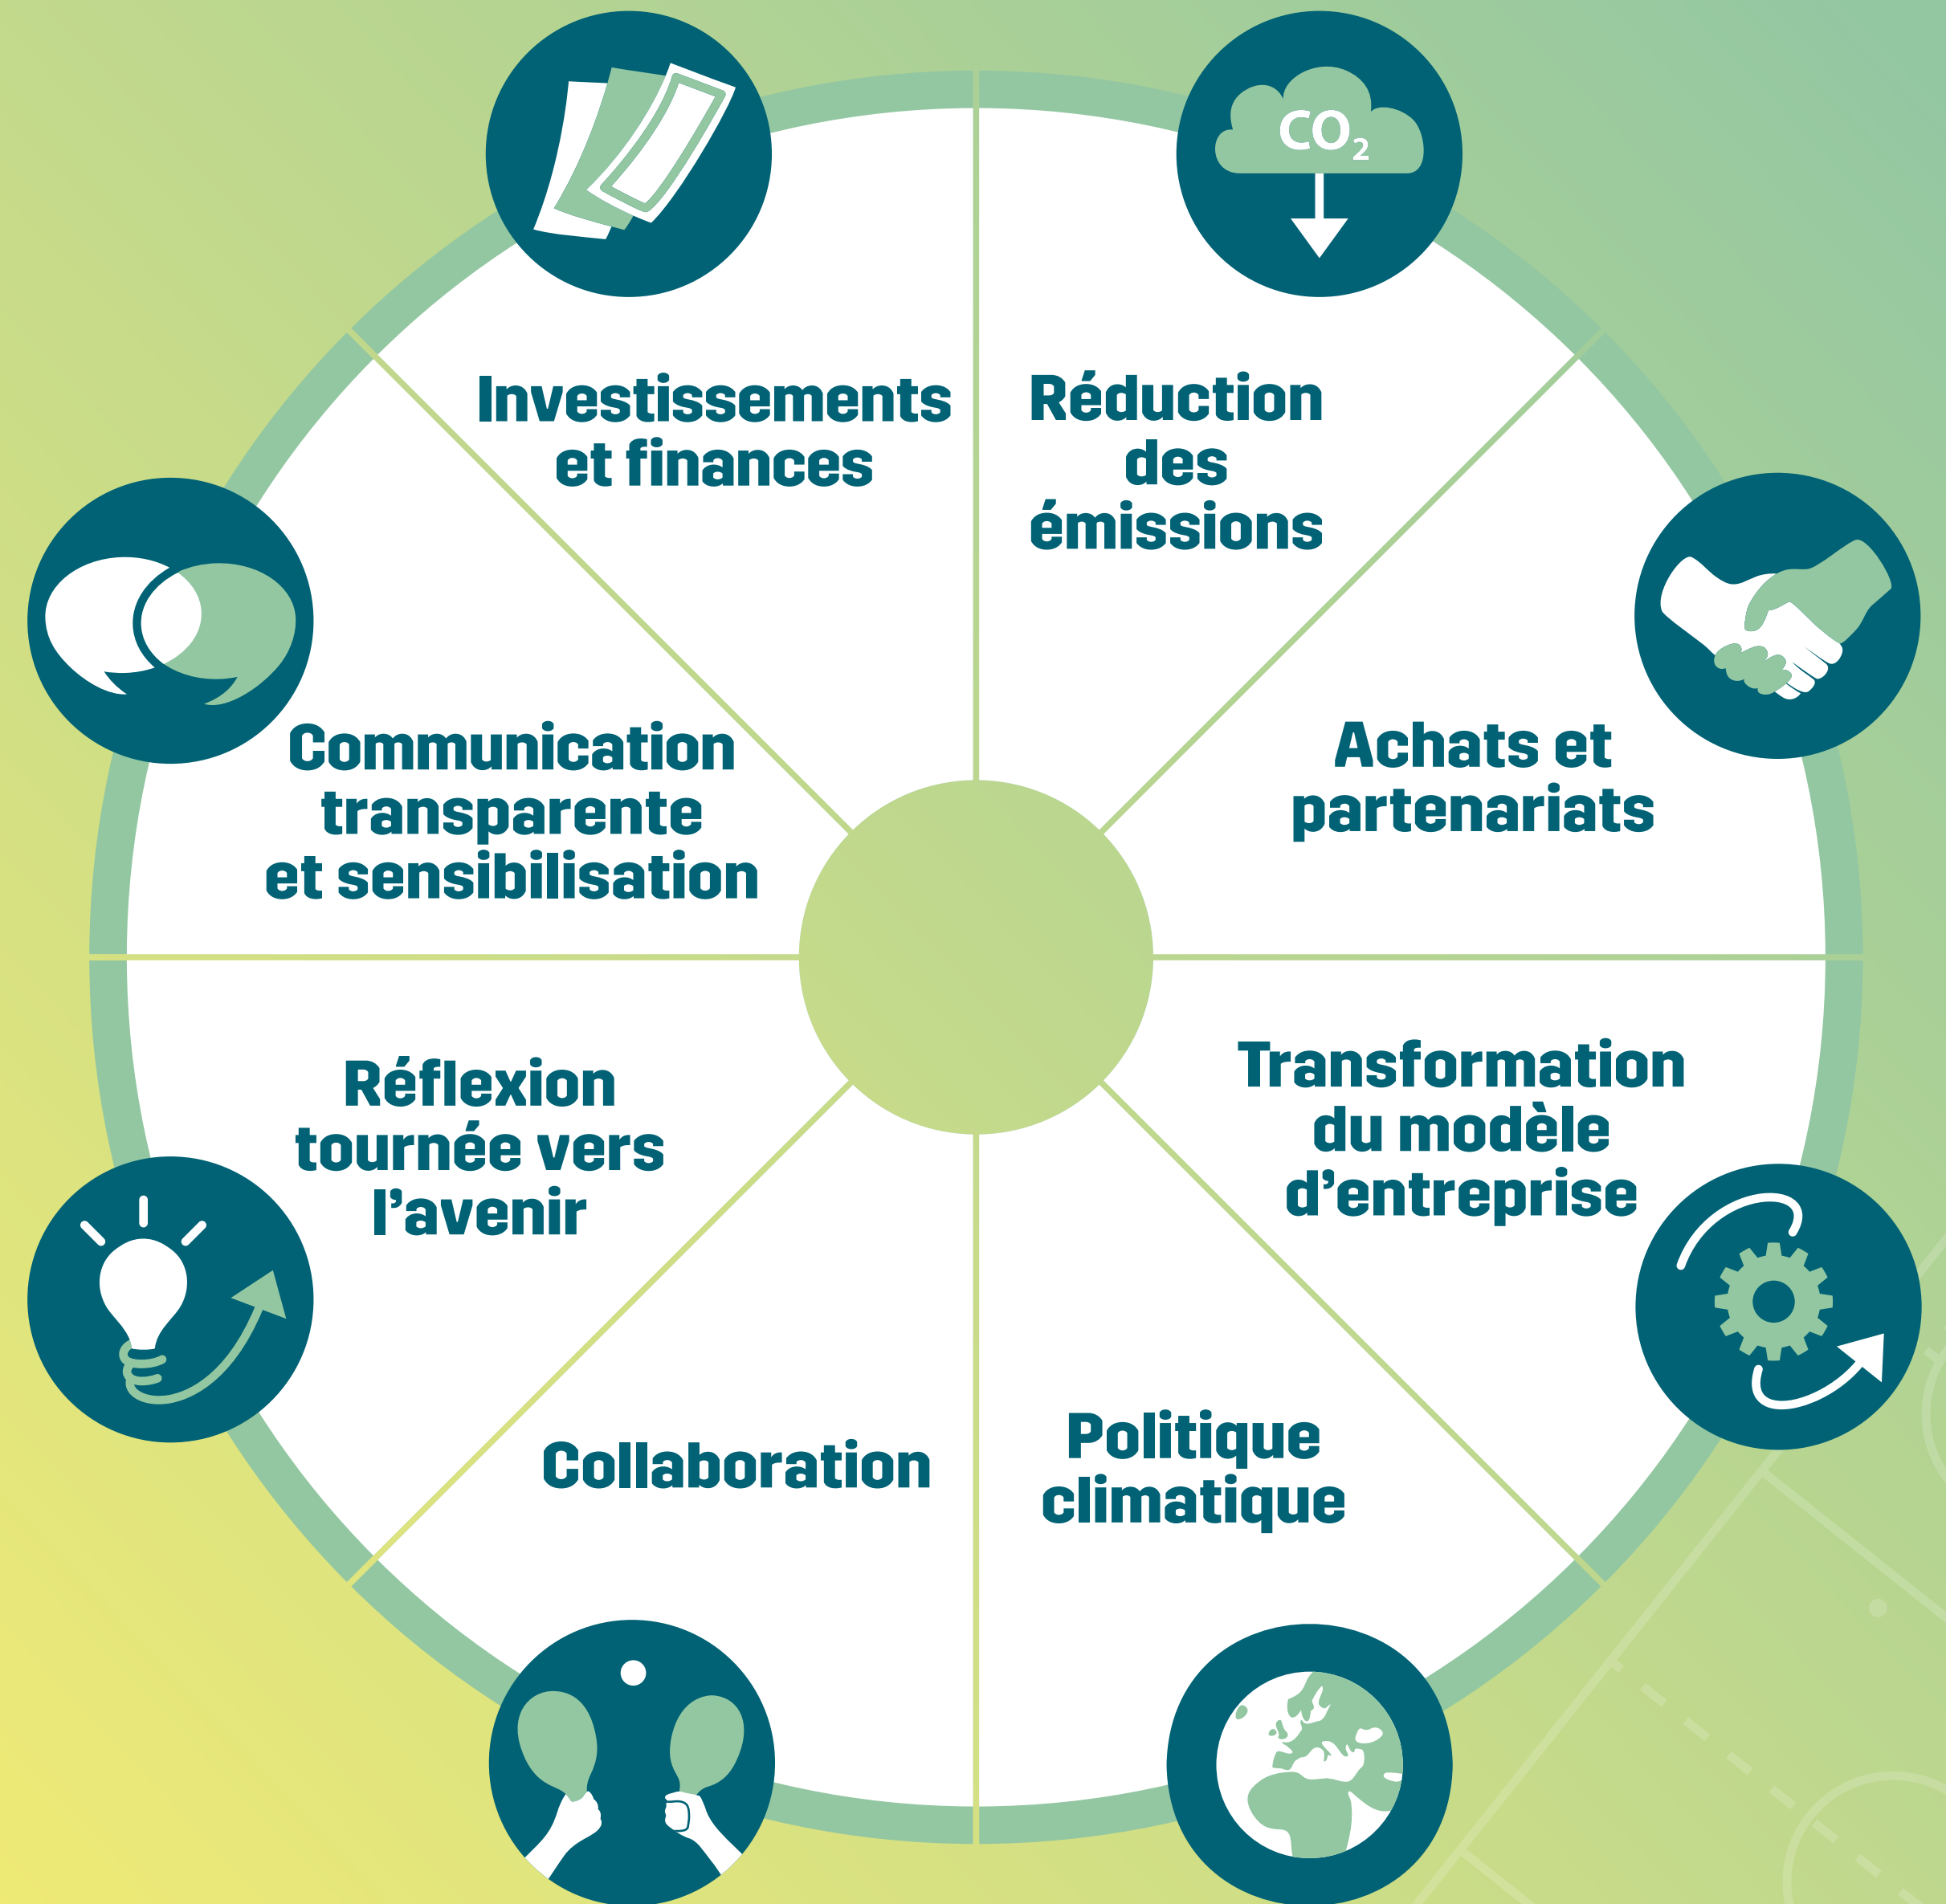 CO₂
Investissements
et finances
Réduction
des
émissions
Communication
transparente
et sensibilisation
Achats et
partenariats
Réflexion
tournée vers
l’avenir
Transformation
du modèle
d’entreprise
Collaboration
Politique
climatique